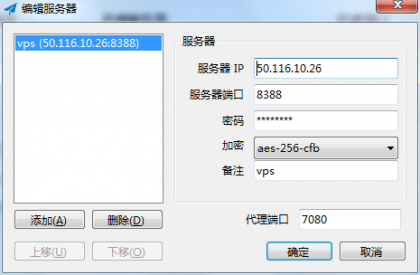 编辑服务器
vps (50.116.10.26:8388)
服务器
服务器 IP 50.116.10.26
服务器端口 8388
密码 ********
加密 aes-256-cfb
备注 vps
添加(A) 删除(D)
代理端口 7080
上移(U) 下移(O)
确定 取消